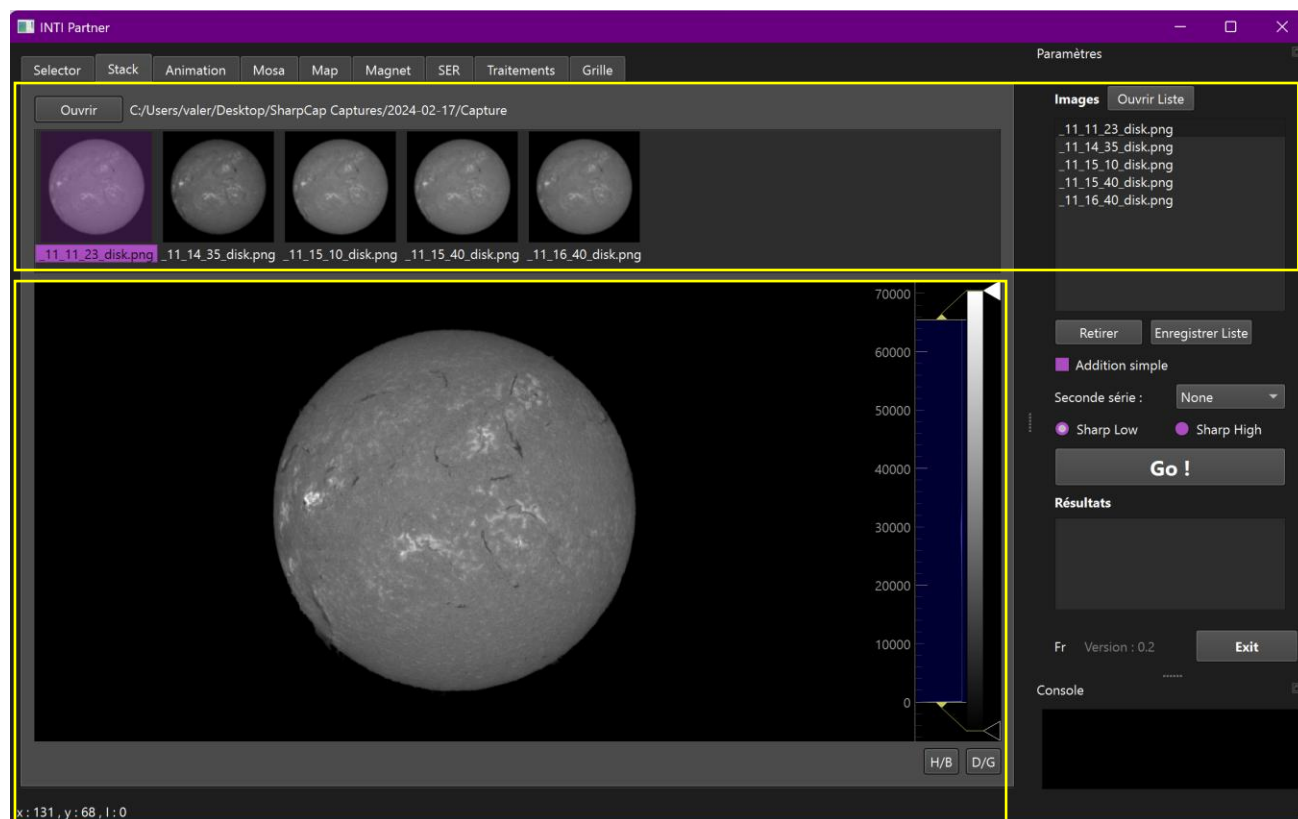 INTI Partner
Selector Stack Animation Mosa Map Magnet SER Traitements Grille
Ouvrir C:/Users/valer/Desktop/SharpCap Captures/2024-02-17/Capture
_11_11_23_disk.png _11_14_35_disk.png _11_15_10_disk.png _11_15_40_disk.png _11_16_40_disk.png
70000
60000
50000
40000
30000
20000
10000
0
H/B D/G
x : 131 , y : 68 , I : 0
Paramètres
Images Ouvrir Liste
_11_11_23_disk.png
_11_14_35_disk.png
_11_15_10_disk.png
_11_15_40_disk.png
_11_16_40_disk.png
Retirer Enregistrer Liste
Addition simple
Seconde série : None
Sharp Low Sharp High
Go !
Résultats
Fr Version : 0.2 Exit
Console